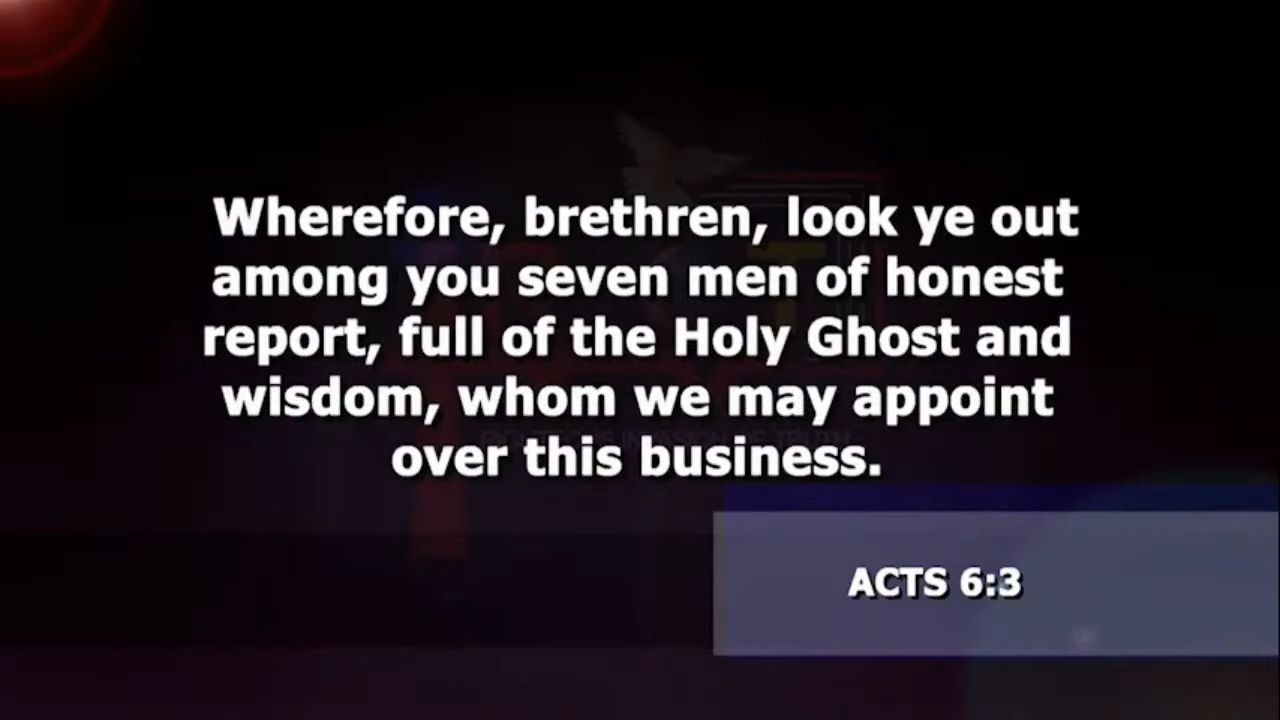 Wherefore, brethren, look ye out
among you seven men of honest
report, full of the Holy Ghost and
wisdom, whom we may appoint
over this business.
ACTS 6:3